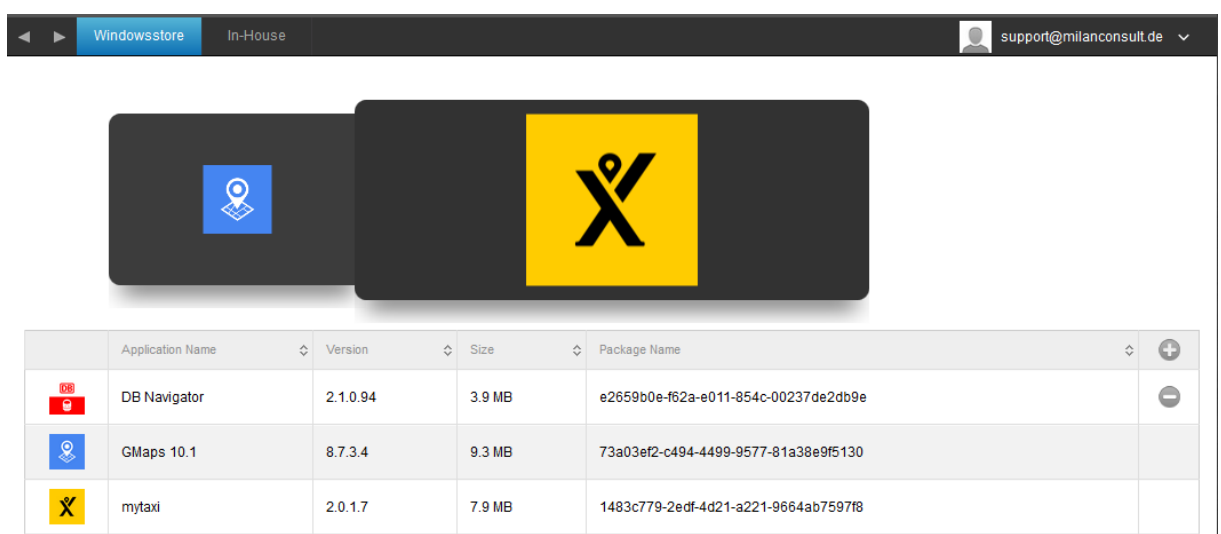 Windowsstore In-House support@milanconsult.de
Application Name Version Size Package Name
DB DB Navigator 2.1.0.94 3.9 MB e2659b0e-f62a-e011-854c-00237de2db9e
GMaps 10.1 8.7.3.4 9.3 MB 73a03ef2-c494-4499-9577-81a38e9f5130
mytaxi 2.0.1.7 7.9 MB 1483c779-2edf-4d21-a221-9664ab7597f8